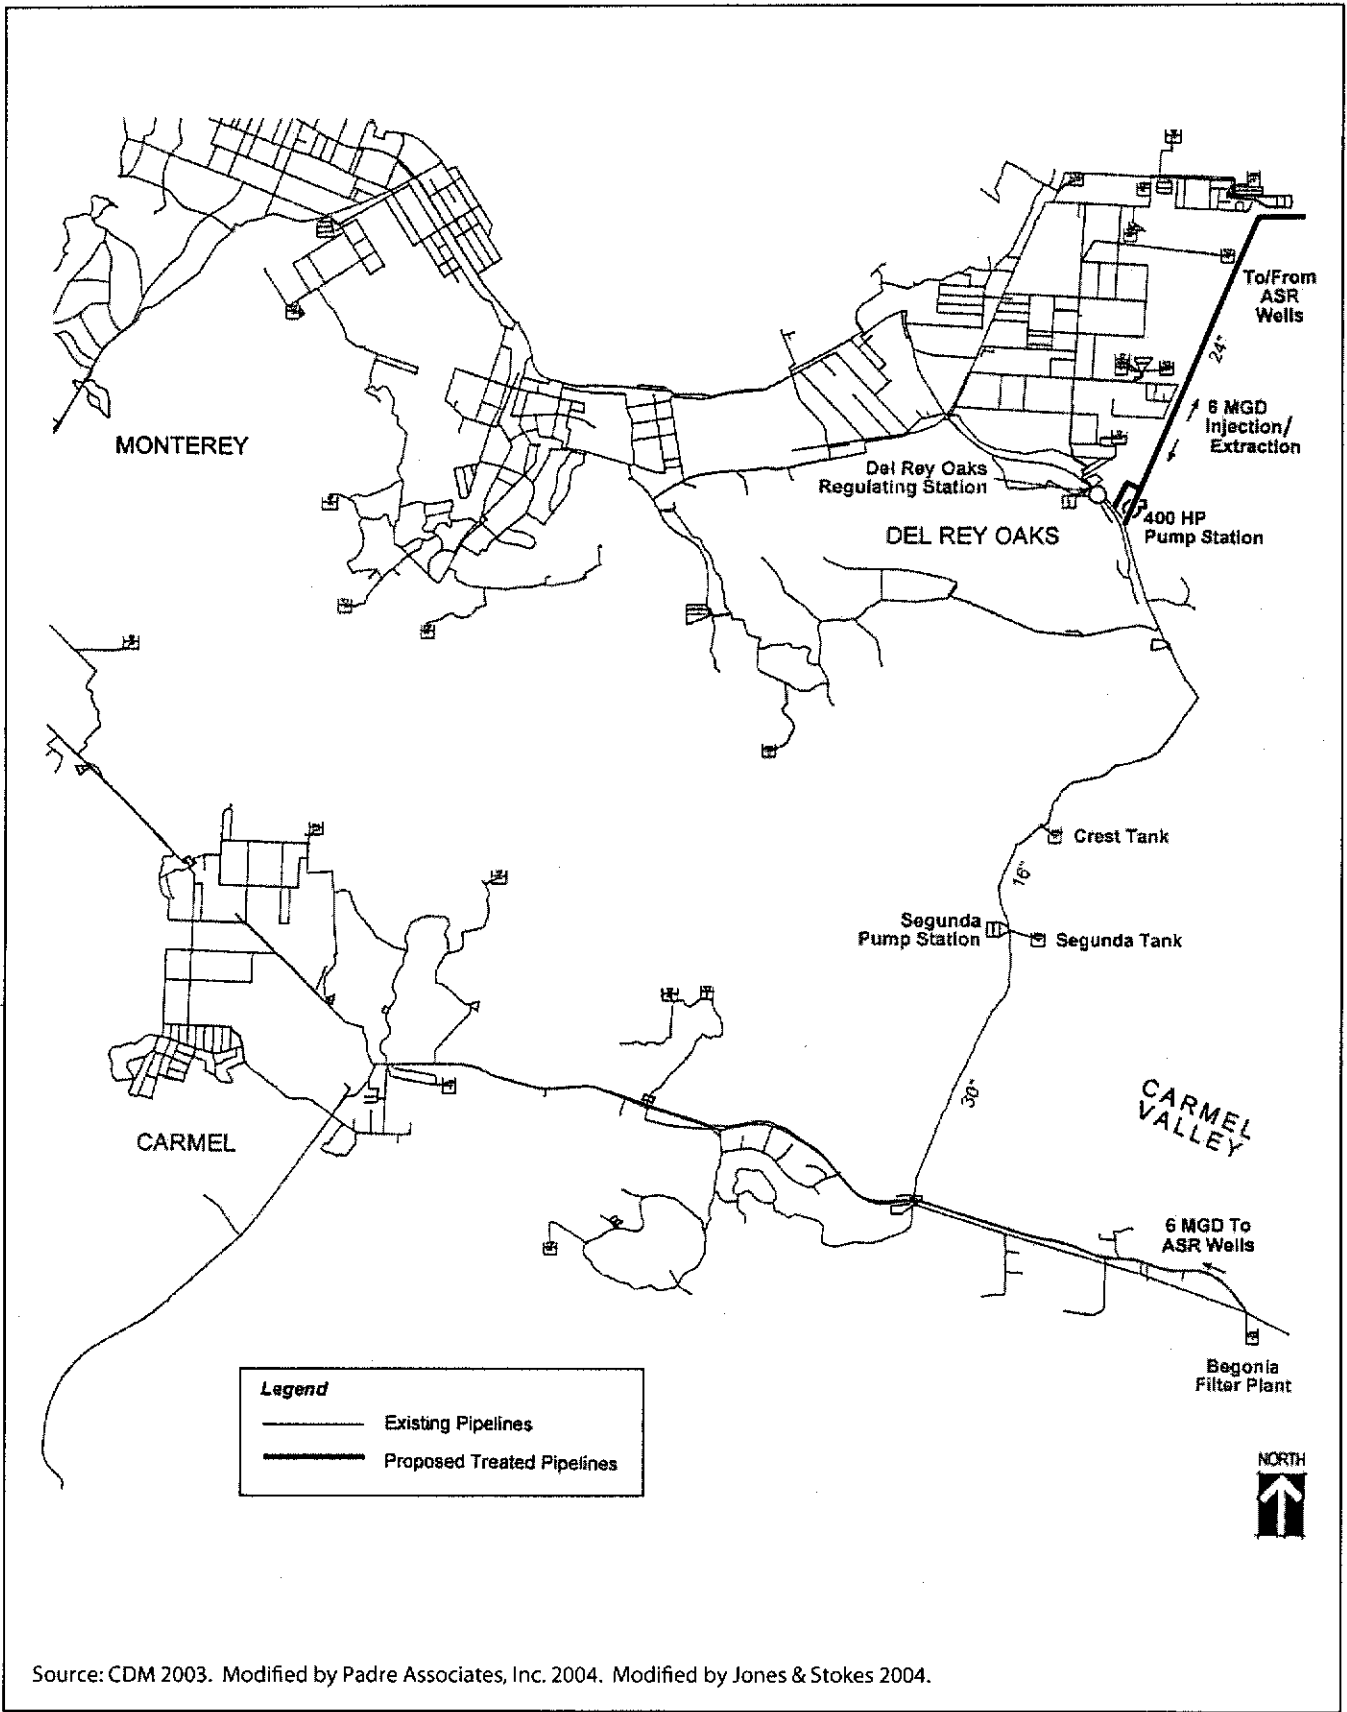 To/From
ASR
Wells
24"
MONTEREY
6 MGD
Injection/
Extraction
Del Rey Oaks
Regulating Station
DEL REY OAKS
400 HP
Pump Station
Crest Tank
16"
Segunda
Pump Station
Segunda Tank
30"
CARMEL
VALLEY
CARMEL
6 MGD To
ASR Wells
Begonia
Filter Plant
Legend
Existing Pipelines
Proposed Treated Pipelines
NORTH
Source: CDM 2003. Modified by Padre Associates, Inc. 2004. Modified by Jones & Stokes 2004.